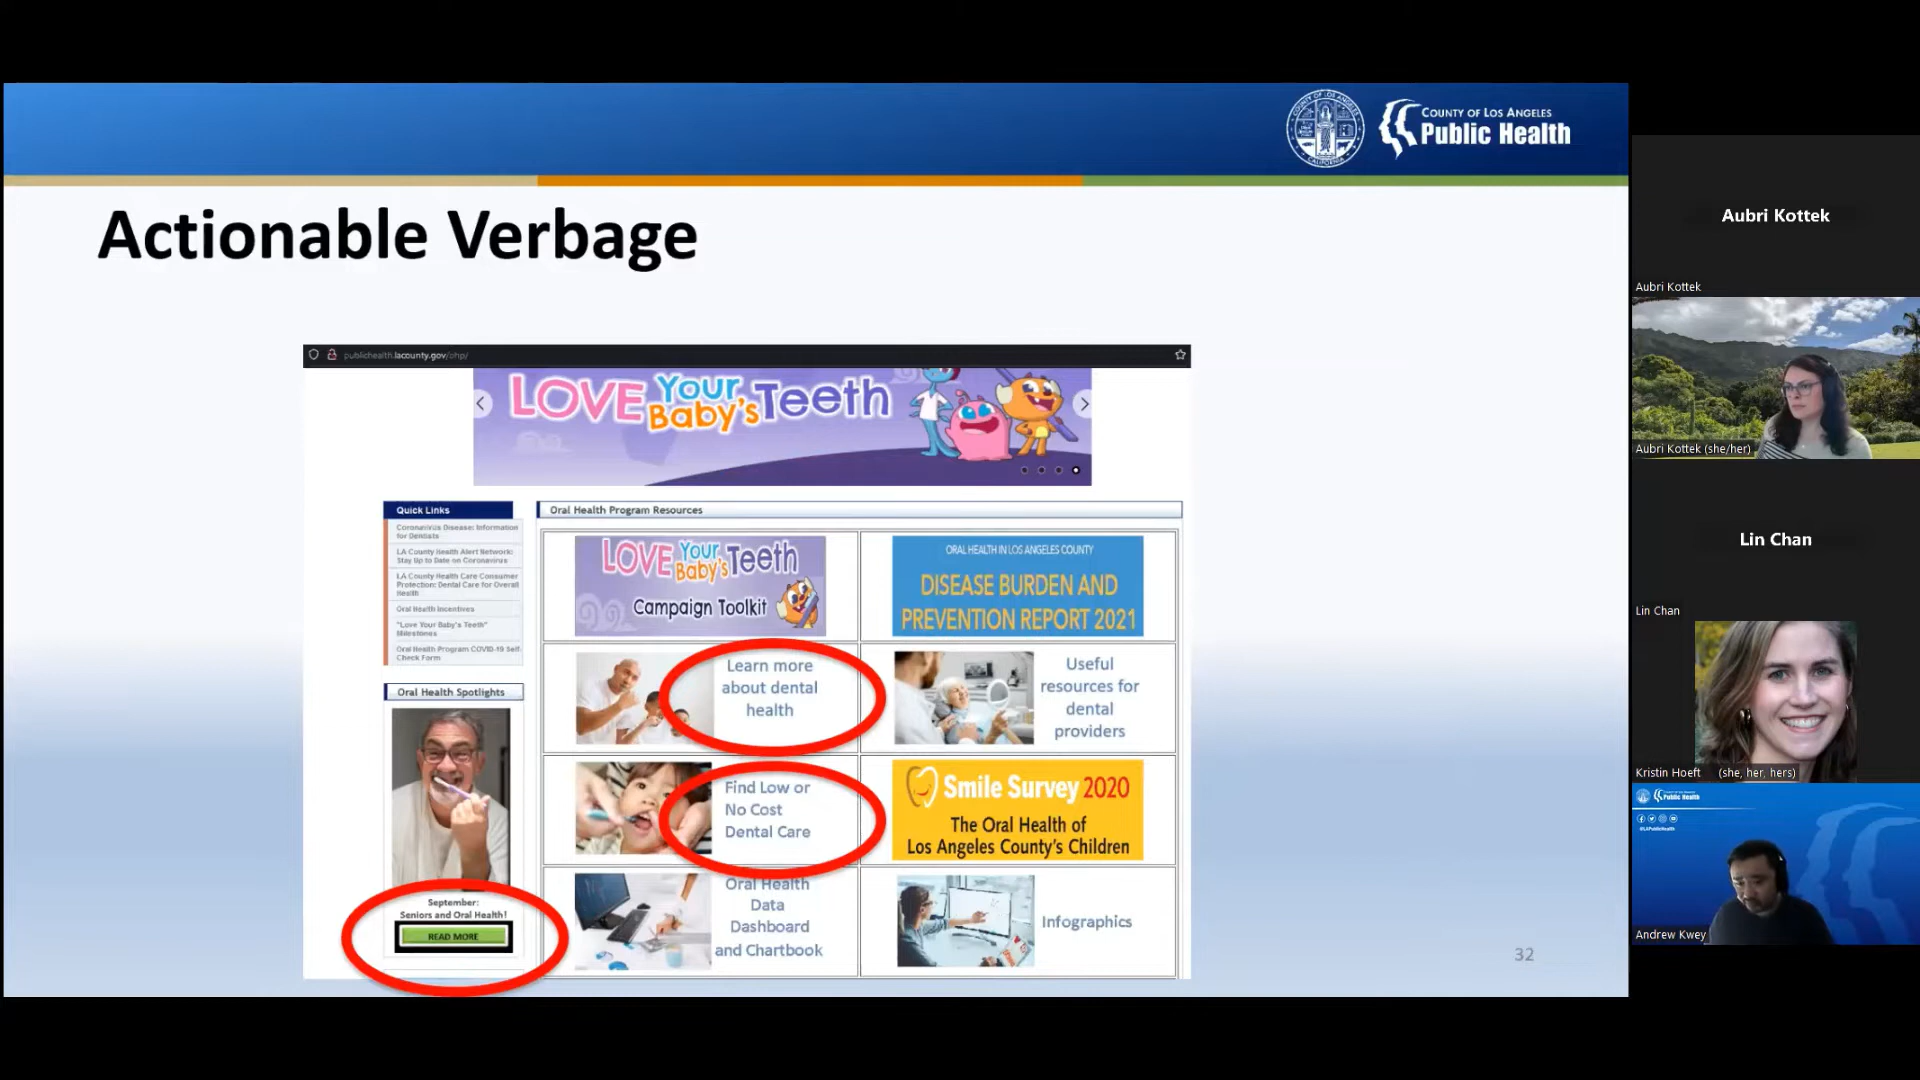 COUNTY OF LOS ANGELES
Public Health
Actionable Verbage
publichealth.lacounty.gov/ohp/
LOVE Your Baby's Teeth
Quick Links
Coronavirus Disease: Information
for Dentists
LA County Health Alert Network:
Stay Up to Date on Coronavirus
LA County Health Care Consumer
Protection: Dental Care for Overall
Health
Oral Health Incentives
"Love Your Baby's Teeth"
Milestones
Oral Health Program COVID-19 Self-
Check Form
Oral Health Spotlights
September:
Seniors and Oral Health!
READ MORE
Oral Health Program Resources
LOVE Your Baby's Teeth
Campaign Toolkit
ORAL HEALTH IN LOS ANGELES COUNTY
DISEASE BURDEN AND
PREVENTION REPORT 2021
Learn more
about dental
health
Useful
resources for
dental
providers
Find Low or
No Cost
Dental Care
Smile Survey 2020
The Oral Health of
Los Angeles County's Children
Oral Health
Data
Dashboard
and Chartbook
Infographics
32
Aubri Kottek
Aubri Kottek
Aubri Kottek (she/her)
Lin Chan
Lin Chan
Kristin Hoeft (she, her, hers)
Public Health
@LAPublicHealth
Andrew Kwey